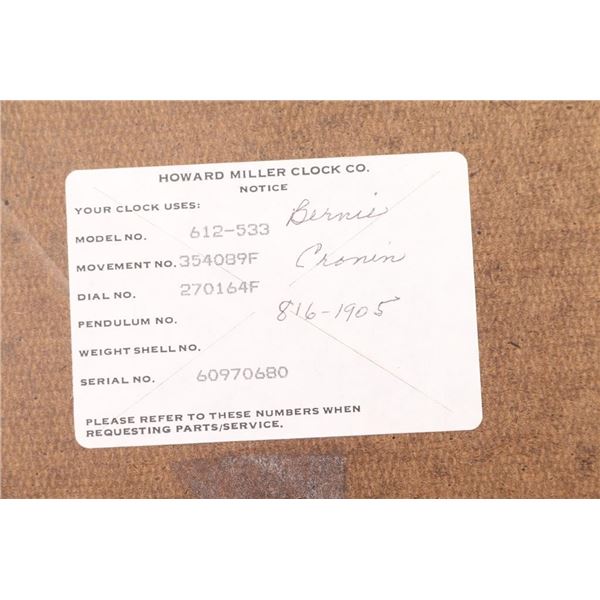 HOWARD MILLER CLOCK CO.
NOTICE
YOUR CLOCK USES:
Bernie
MODEL NO. 612-533
Cronin
MOVEMENT NO. 354089F
DIAL NO. 270164F
816-1905
PENDULUM NO.
WEIGHT SHELL NO.
SERIAL NO. 60970680
PLEASE REFER TO THESE NUMBERS WHEN
REQUESTING PARTS/SERVICE.